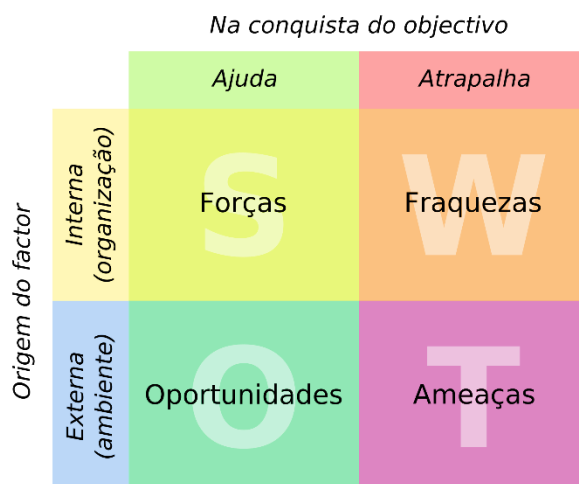 Na conquista do objectivo
Ajuda
Atrapalha
Origem do factor
Interna
(organização)
S
Forças
W
Fraquezas
Externa
(ambiente)
O
Oportunidades
T
Ameaças